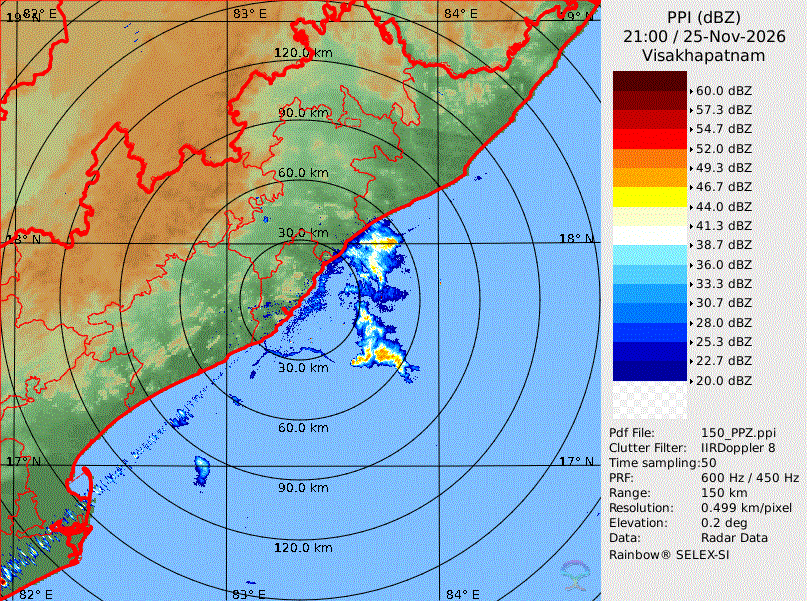 82° E
83° E
84° E
19° N
19° N
120.0 km
90.0 km
60.0 km
30.0 km
18° N
18° N
30.0 km
60.0 km
17° N
17° N
90.0 km
120.0 km
82° E
83° E
84° E
PPI (dBZ)
21:00 / 25-Nov-2026
Visakhapatnam
60.0 dBZ
57.3 dBZ
54.7 dBZ
52.0 dBZ
49.3 dBZ
46.7 dBZ
44.0 dBZ
41.3 dBZ
38.7 dBZ
36.0 dBZ
33.3 dBZ
30.7 dBZ
28.0 dBZ
25.3 dBZ
22.7 dBZ
20.0 dBZ
Pdf File: 150_PPZ.ppi
Clutter Filter: IIRDoppler 8
Time sampling:50
PRF: 600 Hz / 450 Hz
Range: 150 km
Resolution: 0.499 km/pixel
Elevation: 0.2 deg
Data: Radar Data
Rainbow® SELEX-SI